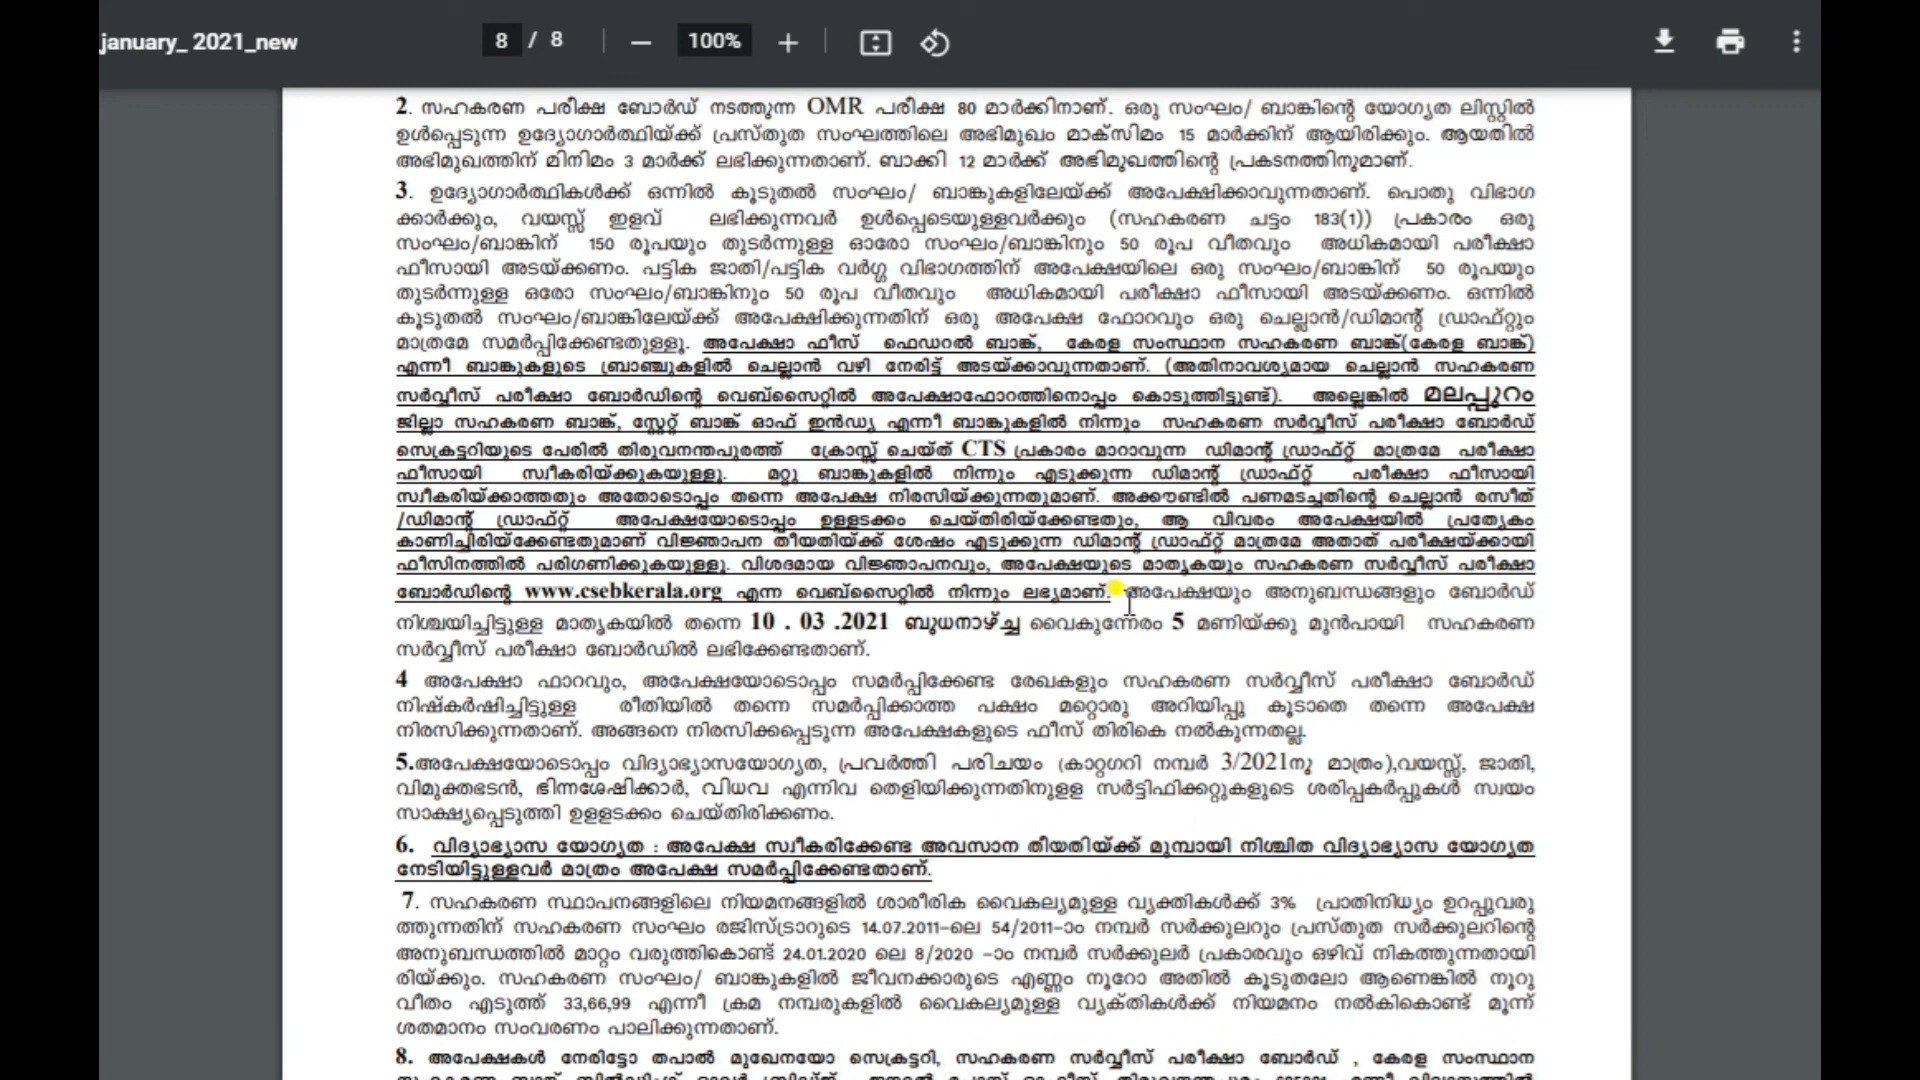 january_ 2021_new
8 / 8
100%
2. സഹകരണ പരീക്ഷ ബോർഡ് നടത്തുന്ന OMR പരീക്ഷ 80 മാർക്കിനാണ്. ഒരു സംഘം/ ബാങ്കിന്റെ യോഗ്യത ലിസ്റ്റിൽ
ഉൾപ്പെടുന്ന ഉദ്യോഗാർത്ഥിയ്ക്ക് പ്രസ്തുത സംഘത്തിലെ അഭിമുഖം മാക്സിമം 15 മാർക്കിന് ആയിരിക്കും. ആയതിൽ
അഭിമുഖത്തിന് മിനിമം 3 മാർക്ക് ലഭിക്കുന്നതാണ്. ബാക്കി 12 മാർക്ക് അഭിമുഖത്തിന്റെ പ്രകടനത്തിനുമാണ്.
3. ഉദ്യോഗാർത്ഥികൾക്ക് ഒന്നിൽ കൂടുതൽ സംഘം/ ബാങ്കുകളിലേയ്ക്ക് അപേക്ഷിക്കാവുന്നതാണ്. പൊതു വിഭാഗ
ക്കാർക്കും, വയസ്സ് ഇളവ് ലഭിക്കുന്നവർ ഉൾപ്പെടെയുള്ളവർക്കും (സഹകരണ ചട്ടം 183(1)) പ്രകാരം ഒരു
സംഘം/ബാങ്കിന് 150 രൂപയും തുടർന്നുള്ള ഓരോ സംഘം/ബാങ്കിനും 50 രൂപ വീതവും അധികമായി പരീക്ഷാ
ഫീസായി അടയ്ക്കണം. പട്ടിക ജാതി/പട്ടിക വർഗ്ഗ വിഭാഗത്തിന് അപേക്ഷയിലെ ഒരു സംഘം/ബാങ്കിന് 50 രൂപയും
തുടർന്നുള്ള ഒരോ സംഘം/ബാങ്കിനും 50 രൂപ വീതവും അധികമായി പരീക്ഷാ ഫീസായി അടയ്ക്കണം. ഒന്നിൽ
കൂടുതൽ സംഘം/ബാങ്കിലേയ്ക്ക് അപേക്ഷിക്കുന്നതിന് ഒരു അപേക്ഷ ഫോറവും ഒരു ചെല്ലാൻ/ഡിമാന്റ് ഡ്രാഫ്റ്റും
മാത്രമേ സമർപ്പിക്കേണ്ടതുള്ളൂ. അപേക്ഷാ ഫീസ് ഫെഡറൽ ബാങ്ക്, കേരള സംസ്ഥാന സഹകരണ ബാങ്ക്(കേരള ബാങ്ക്)
എന്നീ ബാങ്കുകളുടെ ബ്രാഞ്ചുകളിൽ ചെല്ലാൻ വഴി നേരിട്ട് അടയ്ക്കാവുന്നതാണ്. (അതിനാവശ്യമായ ചെല്ലാൻ സഹകരണ
സർവ്വീസ് പരീക്ഷാ ബോർഡിന്റെ വെബ്സൈറ്റിൽ അപേക്ഷാഫോറത്തിനൊപ്പം കൊടുത്തിട്ടുണ്ട്). അല്ലെങ്കിൽ മലപ്പുറം
ജില്ലാ സഹകരണ ബാങ്ക്, സ്റ്റേറ്റ് ബാങ്ക് ഓഫ് ഇൻഡ്യ എന്നീ ബാങ്കുകളിൽ നിന്നും സഹകരണ സർവ്വീസ് പരീക്ഷാ ബോർഡ്
സെക്രട്ടറിയുടെ പേരിൽ തിരുവനന്തപുരത്ത് ക്രോസ്സ് ചെയ്ത് CTS പ്രകാരം മാറാവുന്ന ഡിമാന്റ് ഡ്രാഫ്റ്റ് മാത്രമേ പരീക്ഷാ
ഫീസായി സ്വീകരിയ്ക്കുകയുള്ളൂ. മറ്റു ബാങ്കുകളിൽ നിന്നും എടുക്കുന്ന ഡിമാന്റ് ഡ്രാഫ്റ്റ് പരീക്ഷാ ഫീസായി
സ്വീകരിയ്ക്കാത്തതും അതോടൊപ്പം തന്നെ അപേക്ഷ നിരസിയ്ക്കുന്നതുമാണ്. അക്കൗണ്ടിൽ പണമടച്ചതിന്റെ ചെല്ലാൻ രസീത്
/ഡിമാന്റ് ഡ്രാഫ്റ്റ് അപേക്ഷയോടൊപ്പം ഉള്ളടക്കം ചെയ്തിരിയ്ക്കേണ്ടതും, ആ വിവരം അപേക്ഷയിൽ പ്രത്യേകം
കാണിച്ചിരിയ്ക്കേണ്ടതുമാണ് വിജ്ഞാപന തീയതിയ്ക്ക് ശേഷം എടുക്കുന്ന ഡിമാന്റ് ഡ്രാഫ്റ്റ് മാത്രമേ അതാത് പരീക്ഷയ്ക്കായി
ഫീസിനത്തിൽ പരിഗണിക്കുകയുള്ളൂ. വിശദമായ വിജ്ഞാപനവും, അപേക്ഷയുടെ മാതൃകയും സഹകരണ സർവ്വീസ് പരീക്ഷാ
ബോർഡിന്റെ www.csebkerala.org എന്ന വെബ്സൈറ്റിൽ നിന്നും ലഭ്യമാണ്. അപേക്ഷയും അനുബന്ധങ്ങളും ബോർഡ്
നിശ്ചയിച്ചിട്ടുള്ള മാതൃകയിൽ തന്നെ 10 . 03 .2021 ബുധനാഴ്ച്ച വൈകുന്നേരം 5 മണിയ്ക്കു മുൻപായി സഹകരണ
സർവ്വീസ് പരീക്ഷാ ബോർഡിൽ ലഭിക്കേണ്ടതാണ്.
4 അപേക്ഷാ ഫാറവും, അപേക്ഷയോടൊപ്പം സമർപ്പിക്കേണ്ട രേഖകളും സഹകരണ സർവ്വീസ് പരീക്ഷാ ബോർഡ്
നിഷ്കർഷിച്ചിട്ടുള്ള രീതിയിൽ തന്നെ സമർപ്പിക്കാത്ത പക്ഷം മറ്റൊരു അറിയിപ്പു കൂടാതെ തന്നെ അപേക്ഷ
നിരസിക്കുന്നതാണ്. അങ്ങനെ നിരസിക്കപ്പെടുന്ന അപേക്ഷകളുടെ ഫീസ് തിരികെ നൽകുന്നതല്ല.
5.അപേക്ഷയോടൊപ്പം വിദ്യാഭ്യാസയോഗ്യത, പ്രവർത്തി പരിചയം (കാറ്റഗറി നമ്പർ 3/2021നു മാത്രം),വയസ്സ്, ജാതി,
വിമുക്തഭടൻ, ഭിന്നശേഷിക്കാർ, വിധവ എന്നിവ തെളിയിക്കുന്നതിനുളള സർട്ടിഫിക്കറ്റുകളുടെ ശരിപ്പകർപ്പുകൾ സ്വയം
സാക്ഷ്യപ്പെടുത്തി ഉളളടക്കം ചെയ്തിരിക്കണം.
6. വിദ്യാഭ്യാസ യോഗ്യത : അപേക്ഷ സ്വീകരിക്കേണ്ട അവസാന തീയതിയ്ക്ക് മുമ്പായി നിശ്ചിത വിദ്യാഭ്യാസ യോഗ്യത
നേടിയിട്ടുള്ളവർ മാത്രം അപേക്ഷ സമർപ്പിക്കേണ്ടതാണ്.
7. സഹകരണ സ്ഥാപനങ്ങളിലെ നിയമനങ്ങളിൽ ശാരീരിക വൈകല്യമുള്ള വ്യക്തികൾക്ക് 3% പ്രാതിനിധ്യം ഉറപ്പുവരു
ത്തുന്നതിന് സഹകരണ സംഘം രജിസ്ട്രാറുടെ 14.07.2011-ലെ 54/2011-ാം നമ്പർ സർക്കുലറും പ്രസ്തുത സർക്കുലറിന്റെ
അനുബന്ധത്തിൽ മാറ്റം വരുത്തികൊണ്ട് 24.01.2020 ലെ 8/2020 -ാം നമ്പർ സർക്കുലർ പ്രകാരവും ഒഴിവ് നികത്തുന്നതായി
രിയ്ക്കും. സഹകരണ സംഘം/ ബാങ്കുകളിൽ ജീവനക്കാരുടെ എണ്ണം നൂറോ അതിൽ കൂടുതലോ ആണെങ്കിൽ നൂറു
വീതം എടുത്ത് 33,66,99 എന്നീ ക്രമ നമ്പരുകളിൽ വൈകല്യമുള്ള വ്യക്തികൾക്ക് നിയമനം നൽകികൊണ്ട് മൂന്ന്
ശതമാനം സംവരണം പാലിക്കുന്നതാണ്.
8. അപേക്ഷകൾ നേരിട്ടോ തപാൽ മുഖേനയോ സെക്രട്ടറി, സഹകരണ സർവ്വീസ് പരീക്ഷാ ബോർഡ് , കേരള സംസ്ഥാന